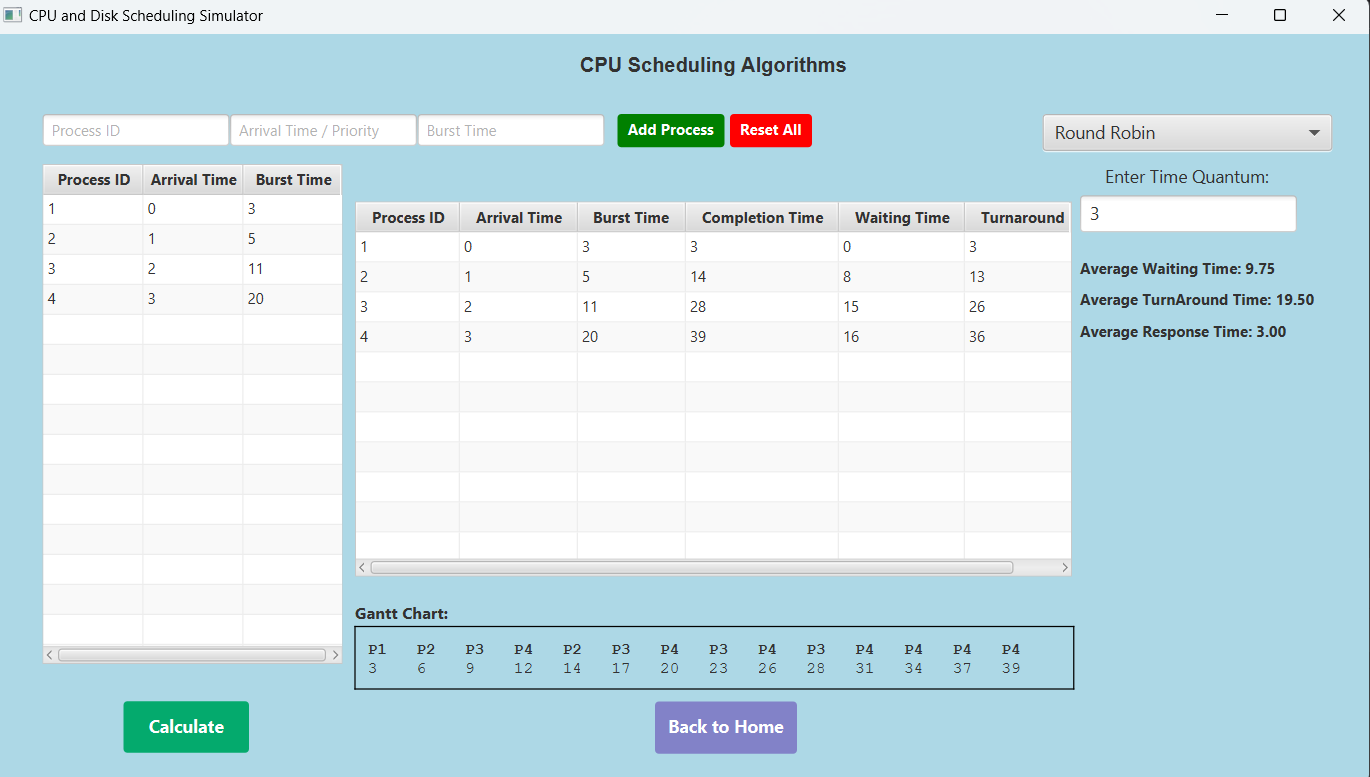 CPU and Disk Scheduling Simulator
CPU Scheduling Algorithms
Process ID Arrival Time / Priority Burst Time Add Process Reset All Round Robin
Enter Time Quantum:
3
Process ID Arrival Time Burst Time
1 0 3
2 1 5
3 2 11
4 3 20
Process ID Arrival Time Burst Time Completion Time Waiting Time Turnaround
1 0 3 3 0 3
2 1 5 14 8 13
3 2 11 28 15 26
4 3 20 39 16 36
Average Waiting Time: 9.75
Average TurnAround Time: 19.50
Average Response Time: 3.00
Gantt Chart:
P1 P2 P3 P4 P2 P3 P4 P3 P4 P3 P4 P4 P4 P4
3 6 9 12 14 17 20 23 26 28 31 34 37 39
Calculate
Back to Home